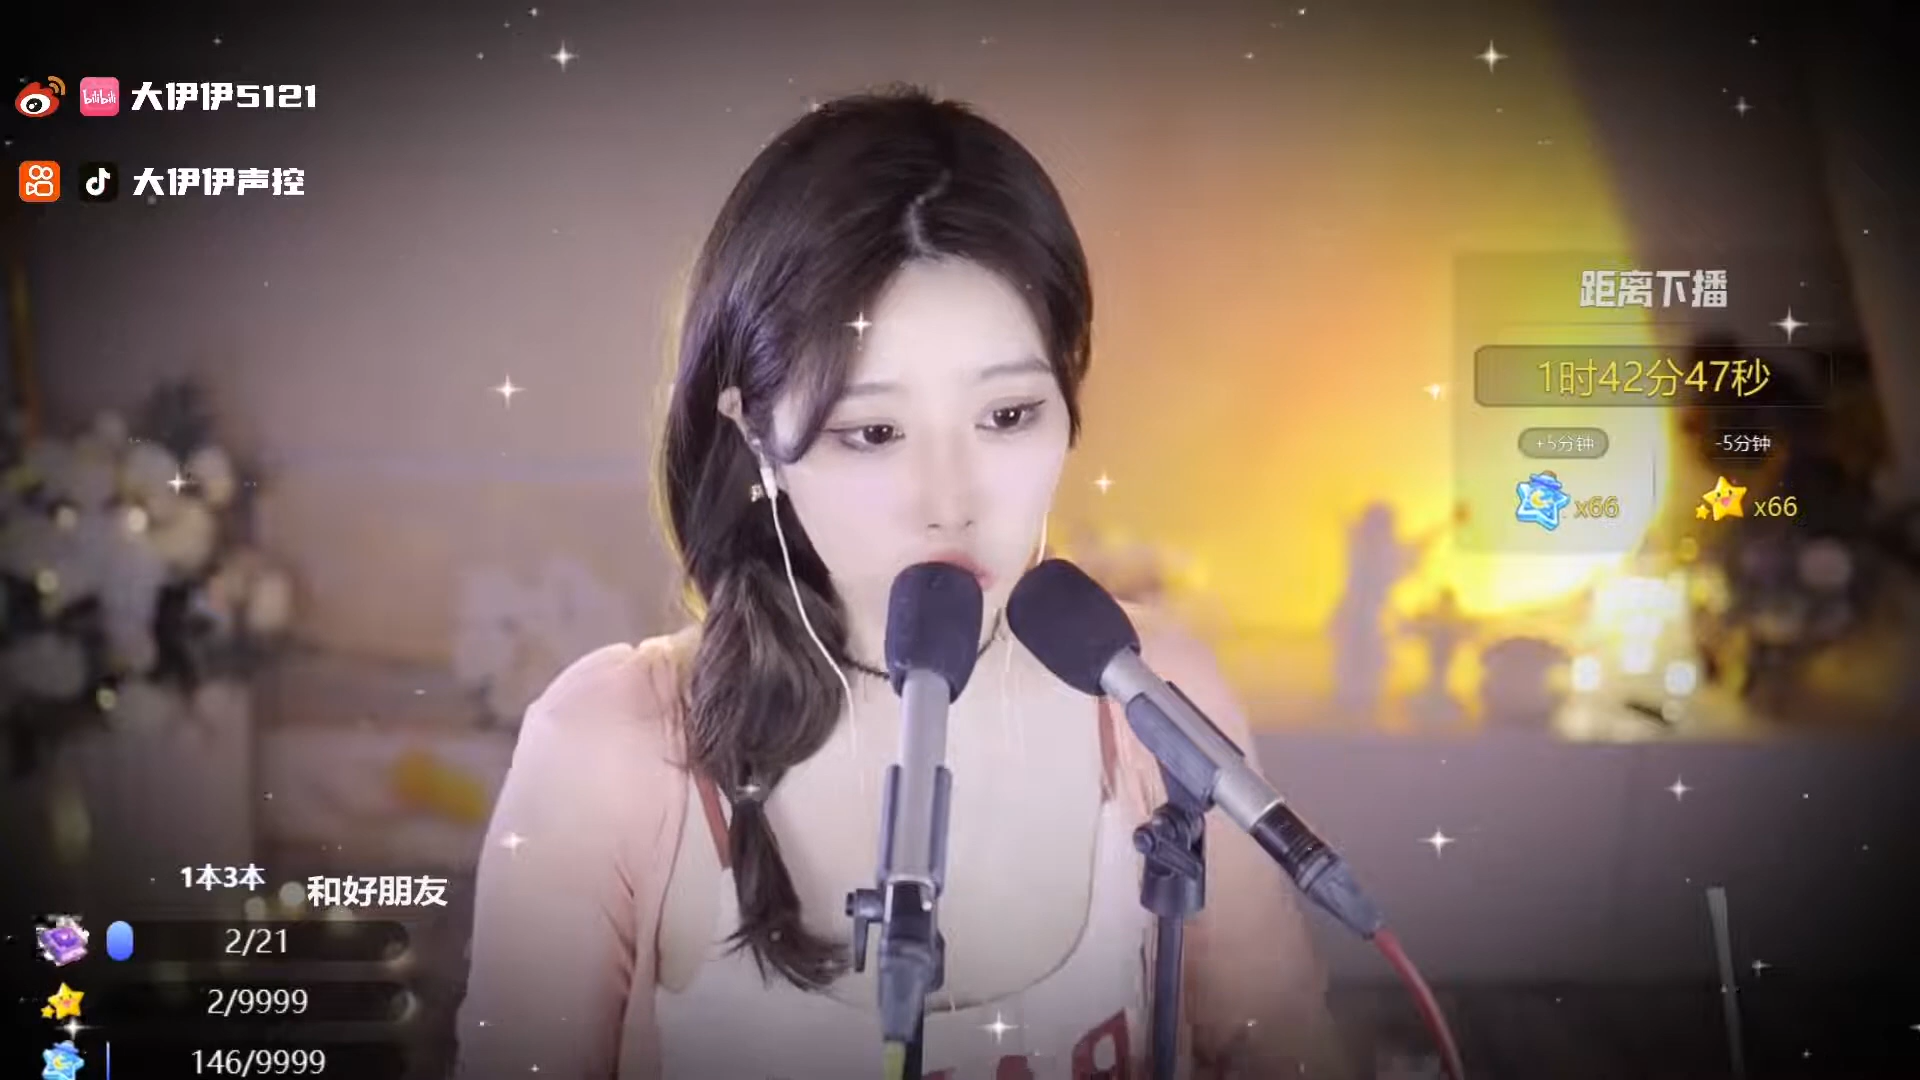 bilibili 大伊伊5121
大伊伊声控
距离下播
1时42分47秒
+5分钟 -5分钟
x66 x66
1本3本 和好朋友
2/21
2/9999
146/9999